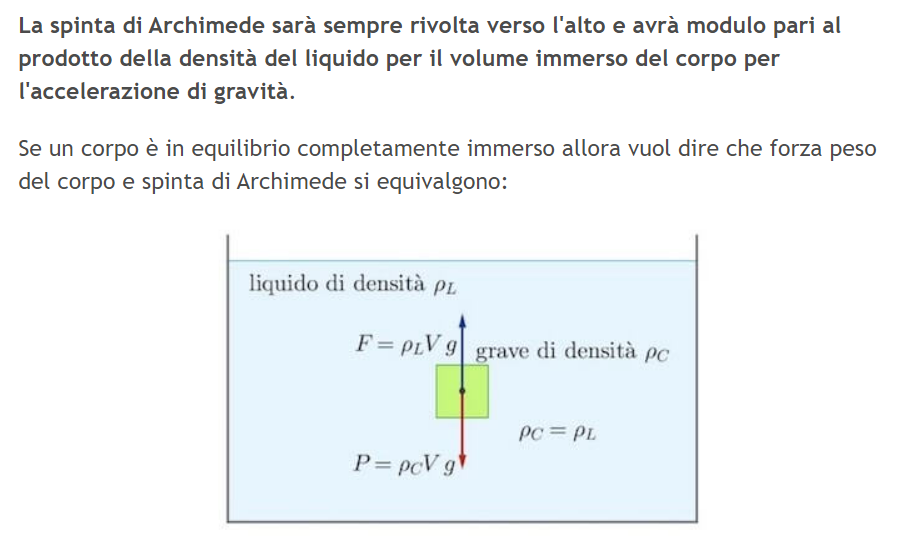 La spinta di Archimede sarà sempre rivolta verso l'alto e avrà modulo pari al
prodotto della densità del liquido per il volume immerso del corpo per
l'accelerazione di gravità.
Se un corpo è in equilibrio completamente immerso allora vuol dire che forza peso
del corpo e spinta di Archimede si equivalgono:
liquido di densità ρL
F = ρLV g
grave di densità ρC
ρC = ρL
P = ρCV g